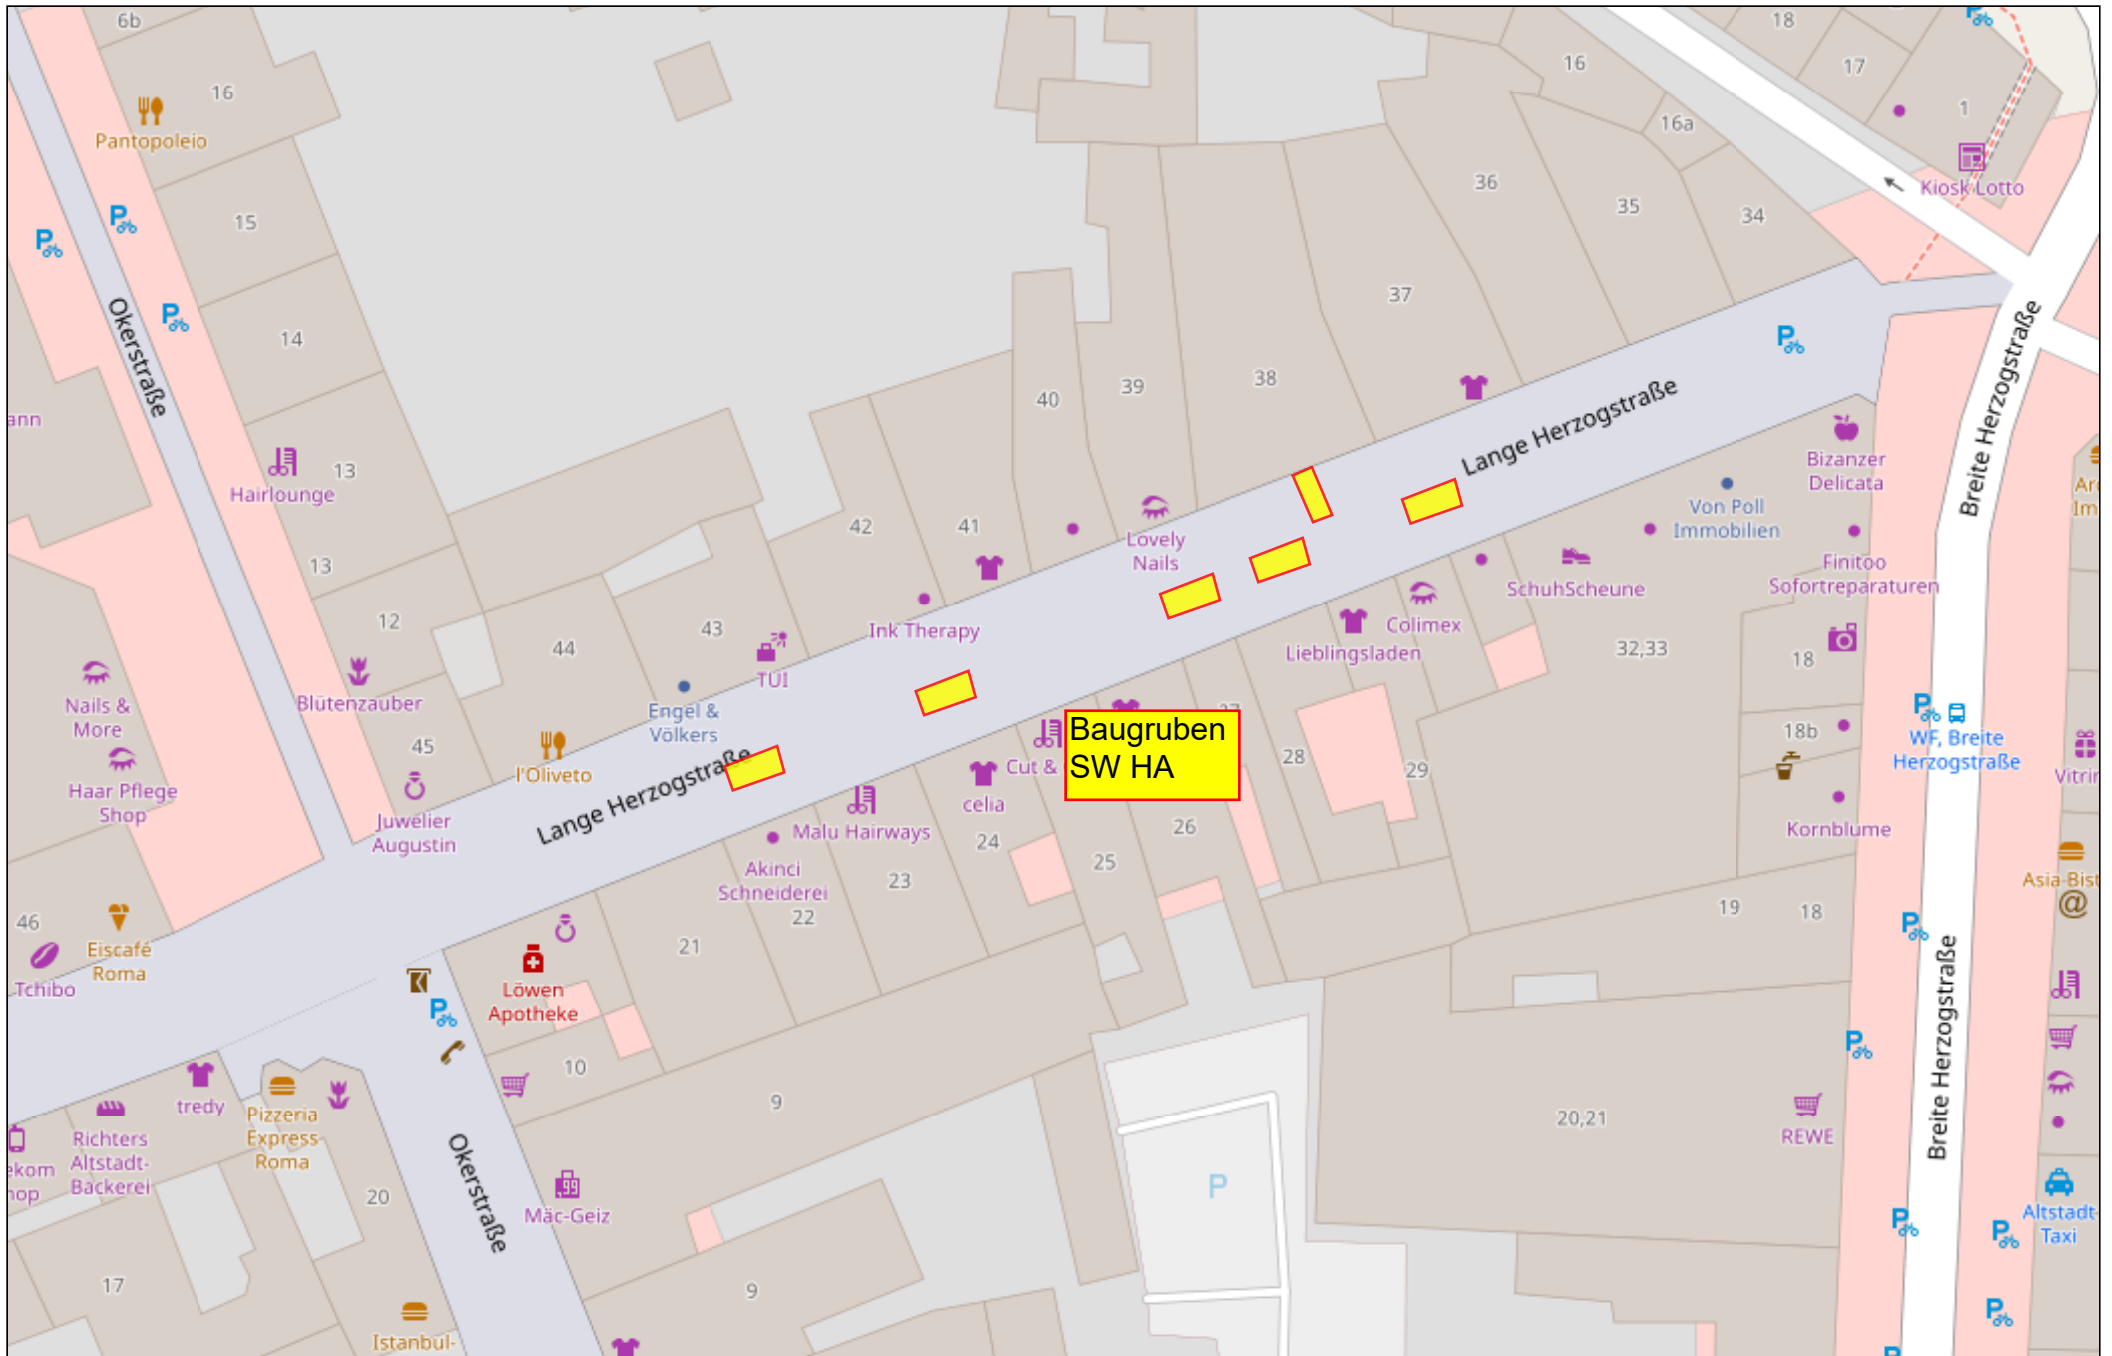 6b
16
Pantopoleio
15
14
Okerstraße
13
Hairlounge
13
12
Blütenzauber
45
Juwelier
Augustin
44
l'Oliveto
43
Engel &
Völkers
TUI
42
41
Ink Therapy
40
39
Lovely
Nails
38
37
36
35
34
16
16a
18
17
1
Kiosk Lotto
Lange Herzogstraße
Breite Herzogstraße
Bizanzer
Delicata
Von Poll
Immobilien
Finitoo
Sofortreparaturen
SchuhScheune
Colimex
Lieblingsladen
32,33
18
18b
WF, Breite
Herzogstraße
Kornblume
Nails &
More
Haar Pflege
Shop
46
Eiscafé
Roma
Tchibo
Lange Herzogstraße
Akinci
Schneiderei
Malu Hairways
celia
Cut &
Baugruben
SW HA
28
29
26
25
24
23
22
21
19
18
Löwen
Apotheke
10
9
9
Mäc-Geiz
Okerstraße
tredy
Richters
Altstadt-
Bäckerei
Pizzeria
Express
Roma
20
17
Istanbul-
P
20,21
REWE
Breite Herzogstraße
Asia-Bist
@
Altstadt-
Taxi